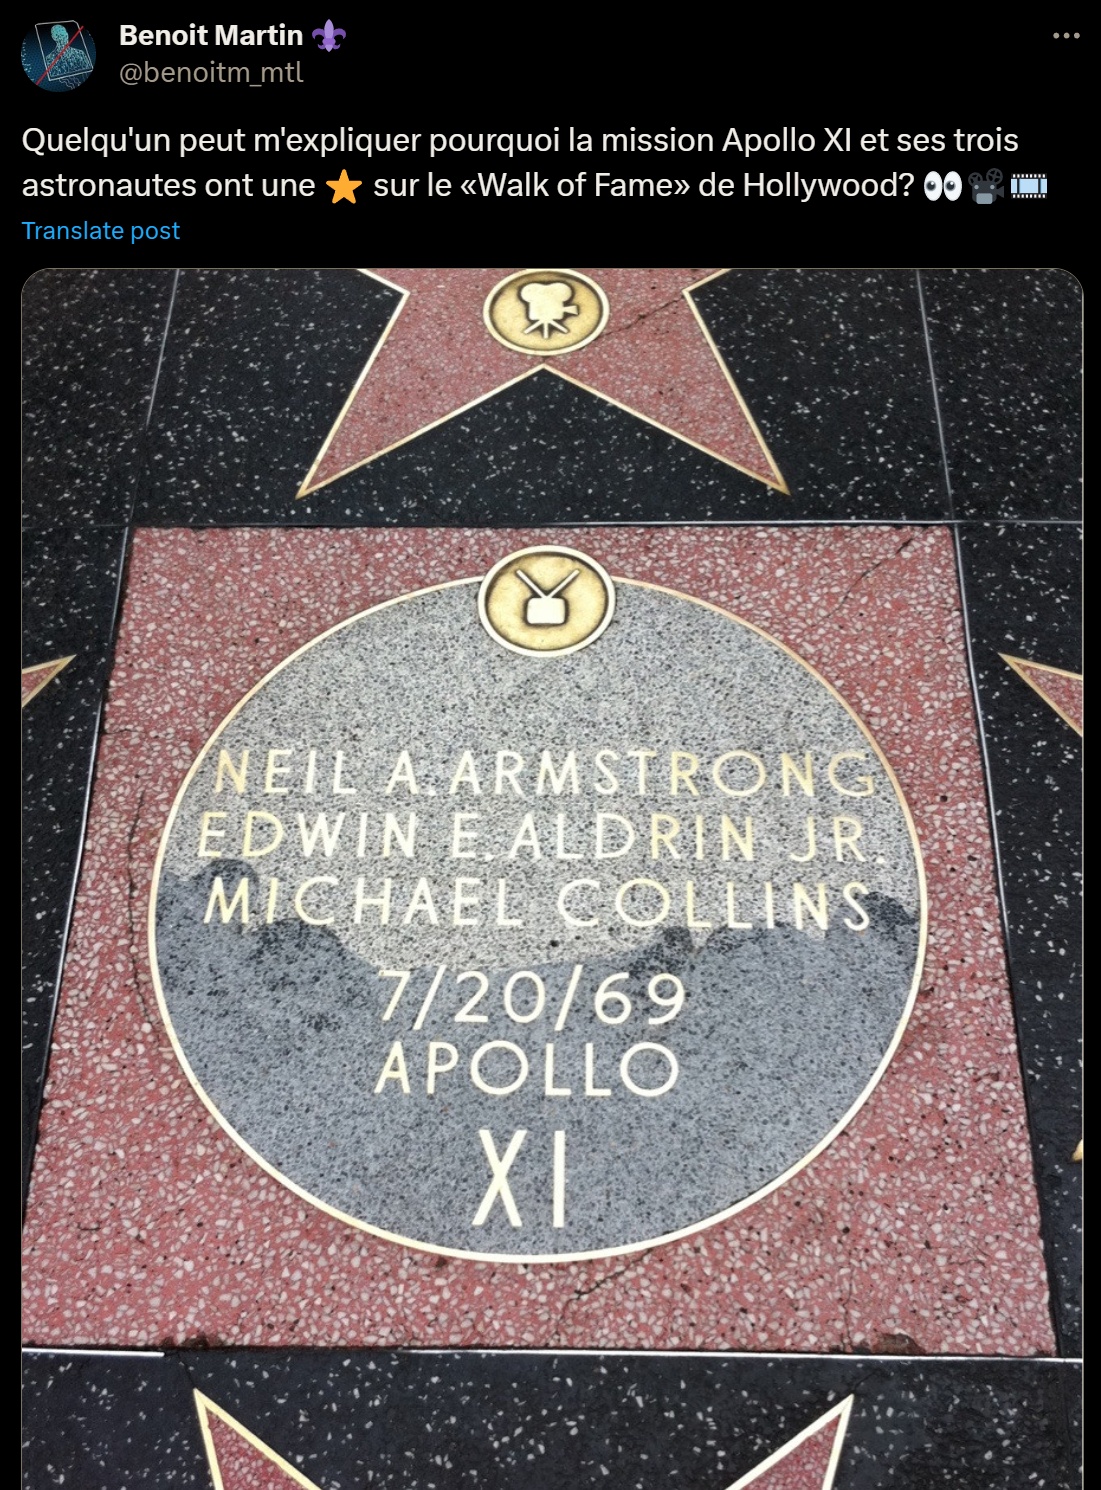 Benoit Martin ⚜
@benoitm_mtl
Quelqu'un peut m'expliquer pourquoi la mission Apollo XI et ses trois
astronautes ont une ⭐ sur le «Walk of Fame» de Hollywood? 👀🎥🎞
Translate post
NEIL A. ARMSTRONG
EDWIN E. ALDRIN JR.
MICHAEL COLLINS
7/20/69
APOLLO
XI